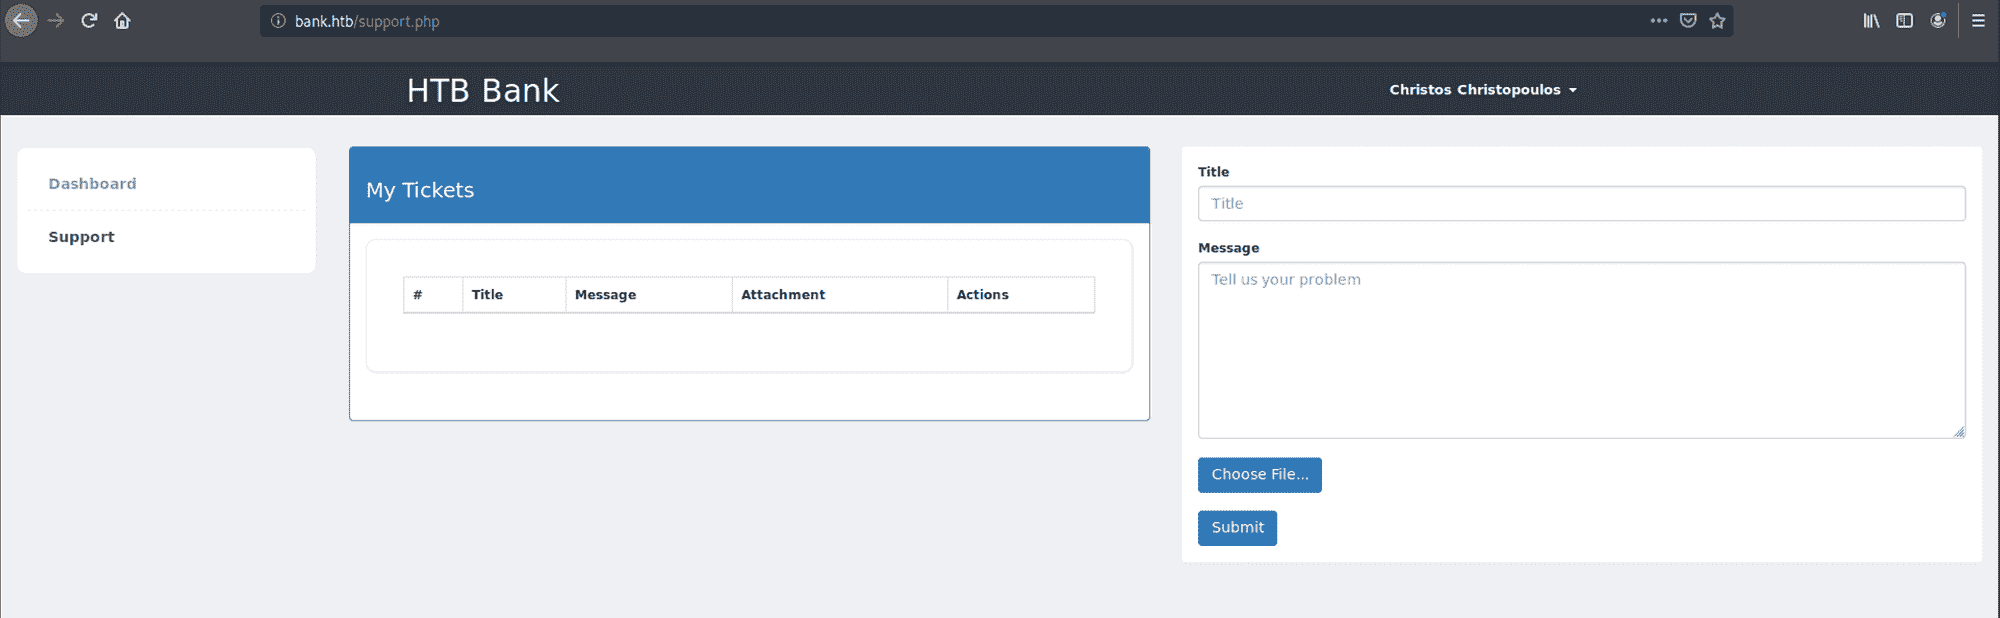 bank.htb/support.php
HTB Bank
Christos Christopoulos
Dashboard
Support
My Tickets
# Title Message Attachment Actions
Title
Title
Message
Tell us your problem
Choose File...
Submit